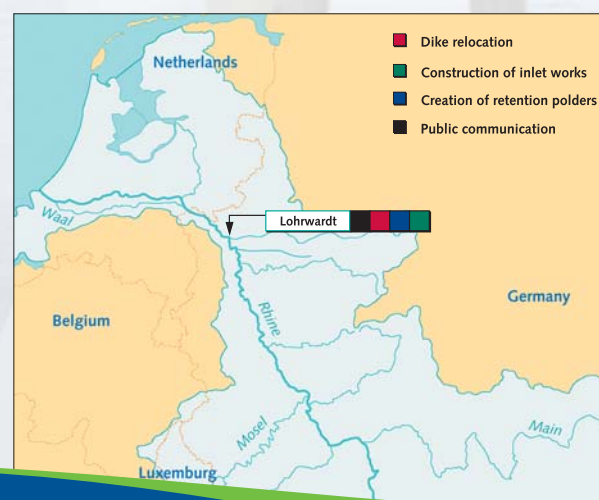 Dike relocation
Netherlands
Construction of inlet works
Creation of retention polders
Public communication
Waal
Lohrwardt
Germany
Rhine
Belgium
Mosel
Main
Luxemburg